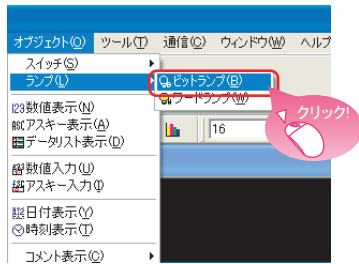 オブジェクト(O) ツール(T) 通信(C) ウィンドウ(W) ヘルプ
スイッチ(S)
ランプ(L)
ビットランプ(B)
ワードランプ(W)
クリック!
123 数値表示(N)
ABC アスキー表示(A)
データリスト表示(D)
16
数値入力(U)
アスキー入力(I)
日付表示(Y)
時刻表示(T)
コメント表示(C)